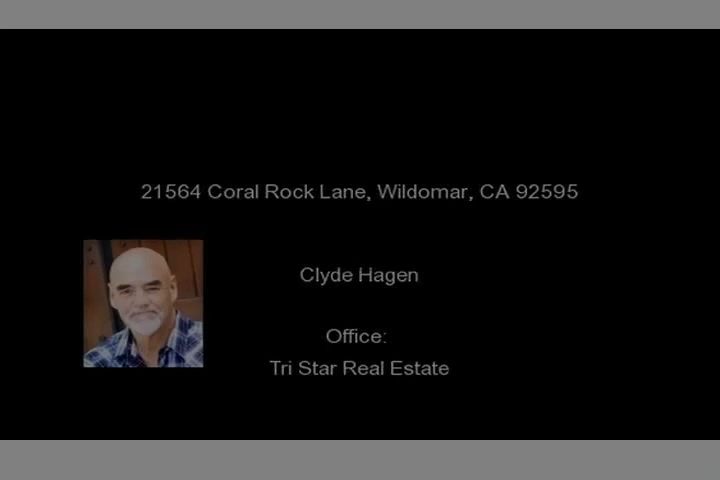 21564 Coral Rock Lane, Wildomar, CA 92595
Clyde Hagen
Office:
Tri Star Real Estate